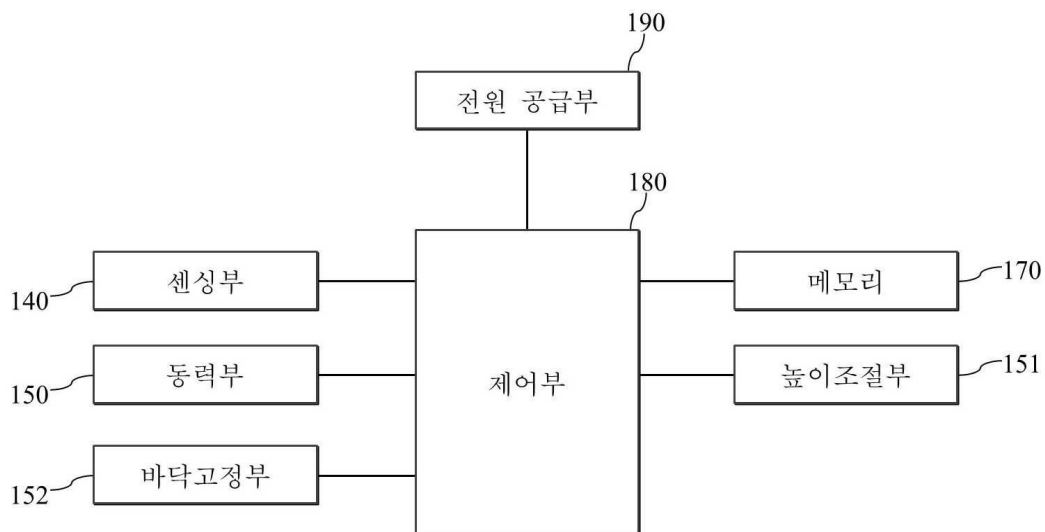 190
전원 공급부
180
센싱부
메모리
140
170
동력부
제어부
높이조절부
150
151
바닥고정부
152